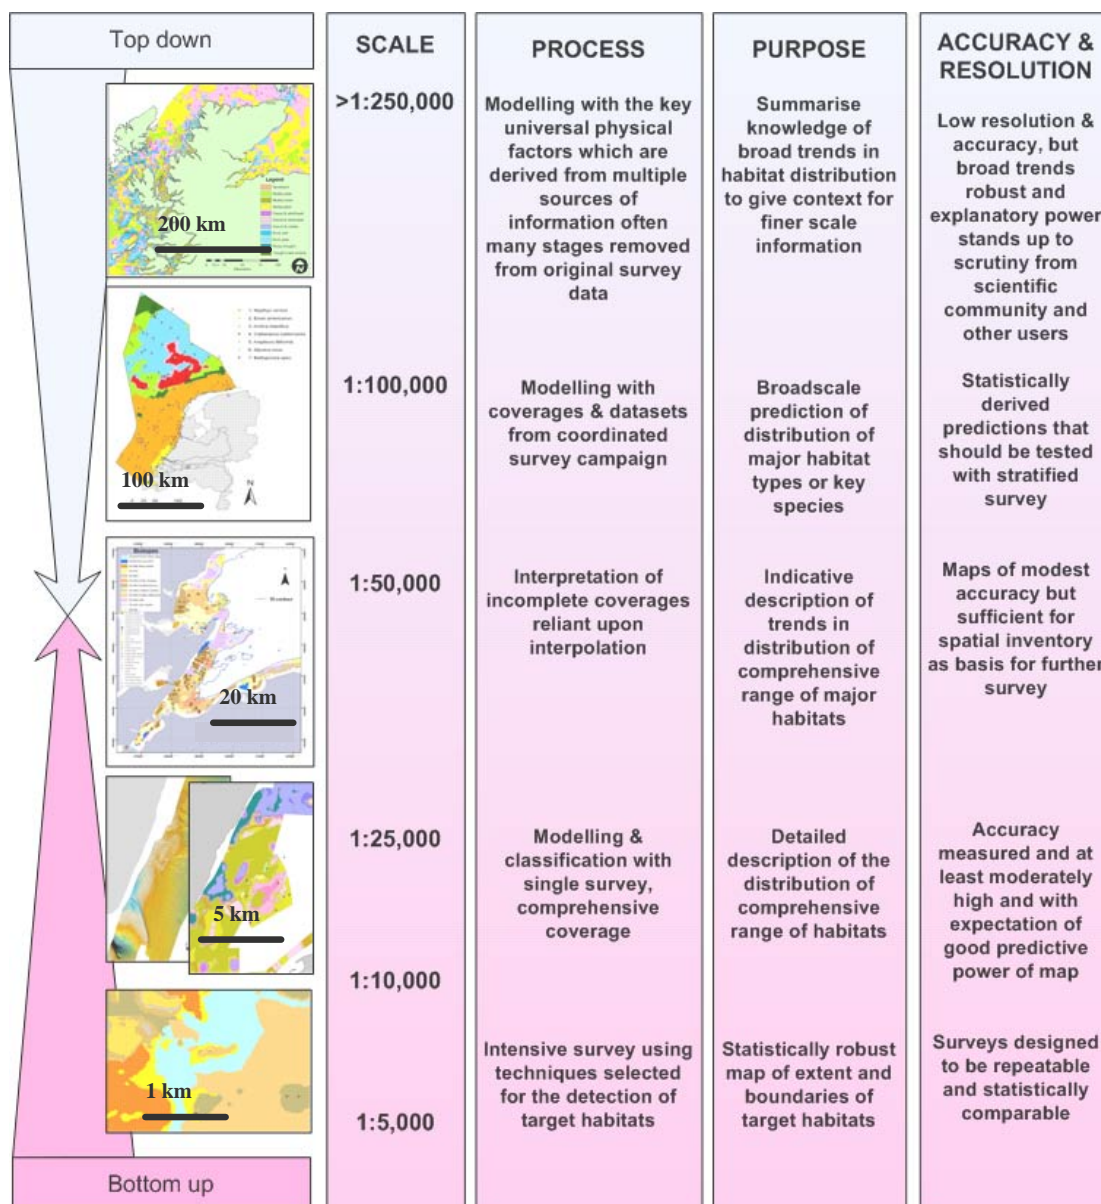 Top down
SCALE
PROCESS
PURPOSE
ACCURACY &
RESOLUTION
>1:250,000
Modelling with the key
universal physical
factors which are
derived from multiple
sources of
information often
many stages removed
from original survey
data
Summarise
knowledge of
broad trends in
habitat distribution
to give context for
finer scale
information
Low resolution &
accuracy, but
broad trends
robust and
explanatory power
stands up to
scrutiny from
scientific
community and
other users
200 km
1:100,000
Modelling with
coverages & datasets
from coordinated
survey campaign
Broadscale
prediction of
distribution of
major habitat
types or key
species
Statistically
derived
predictions that
should be tested
with stratified
survey
100 km
N
1:50,000
Interpretation of
incomplete coverages
reliant upon
interpolation
Indicative
description of
trends in
distribution of
comprehensive
range of major
habitats
Maps of modest
accuracy but
sufficient for
spatial inventory
as basis for further
survey
20 km
1:25,000
Modelling &
classification with
single survey,
comprehensive
coverage
Detailed
description of the
distribution of
comprehensive
range of habitats
Accuracy
measured and at
least moderately
high and with
expectation of
good predictive
power of map
5 km
1:10,000
Intensive survey using
techniques selected
for the detection of
target habitats
Statistically robust
map of extent and
boundaries of
target habitats
Surveys designed
to be repeatable
and statistically
comparable
1 km
1:5,000
Bottom up